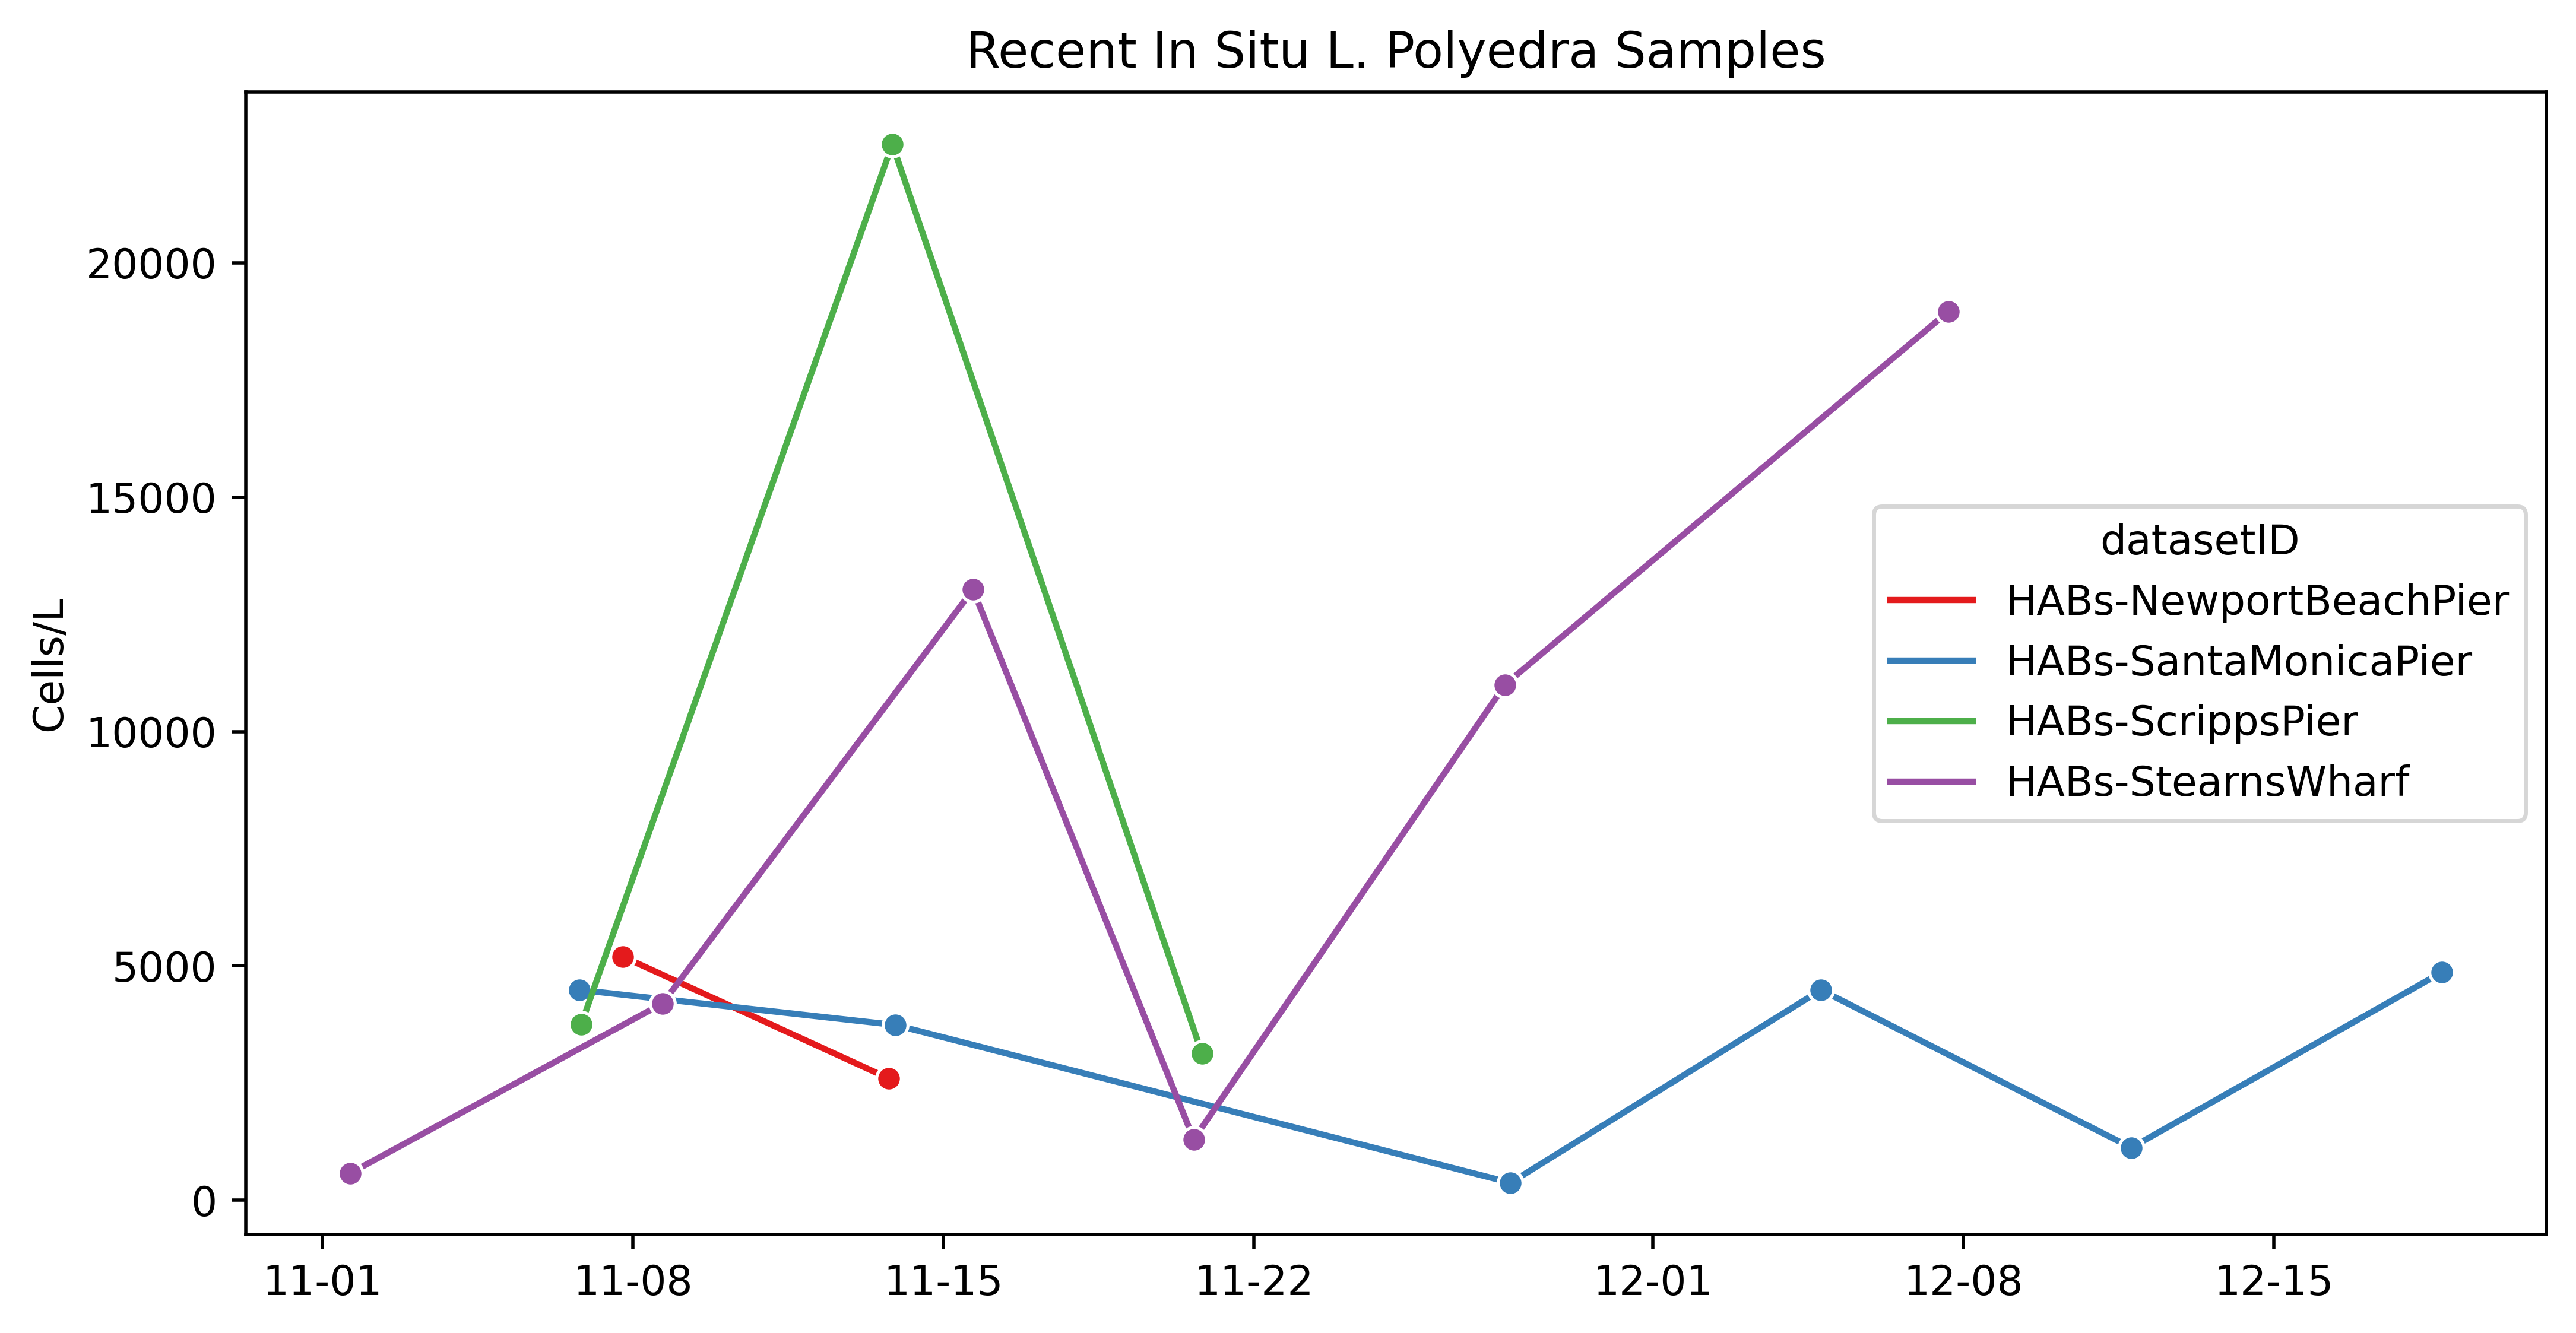 Recent In Situ L. Polyedra Samples
Cells/L
20000
15000
10000
5000
0
datasetID
HABs-NewportBeachPier
HABs-SantaMonicaPier
HABs-ScrippsPier
HABs-StearnsWharf
11-01 11-08 11-15 11-22 12-01 12-08 12-15